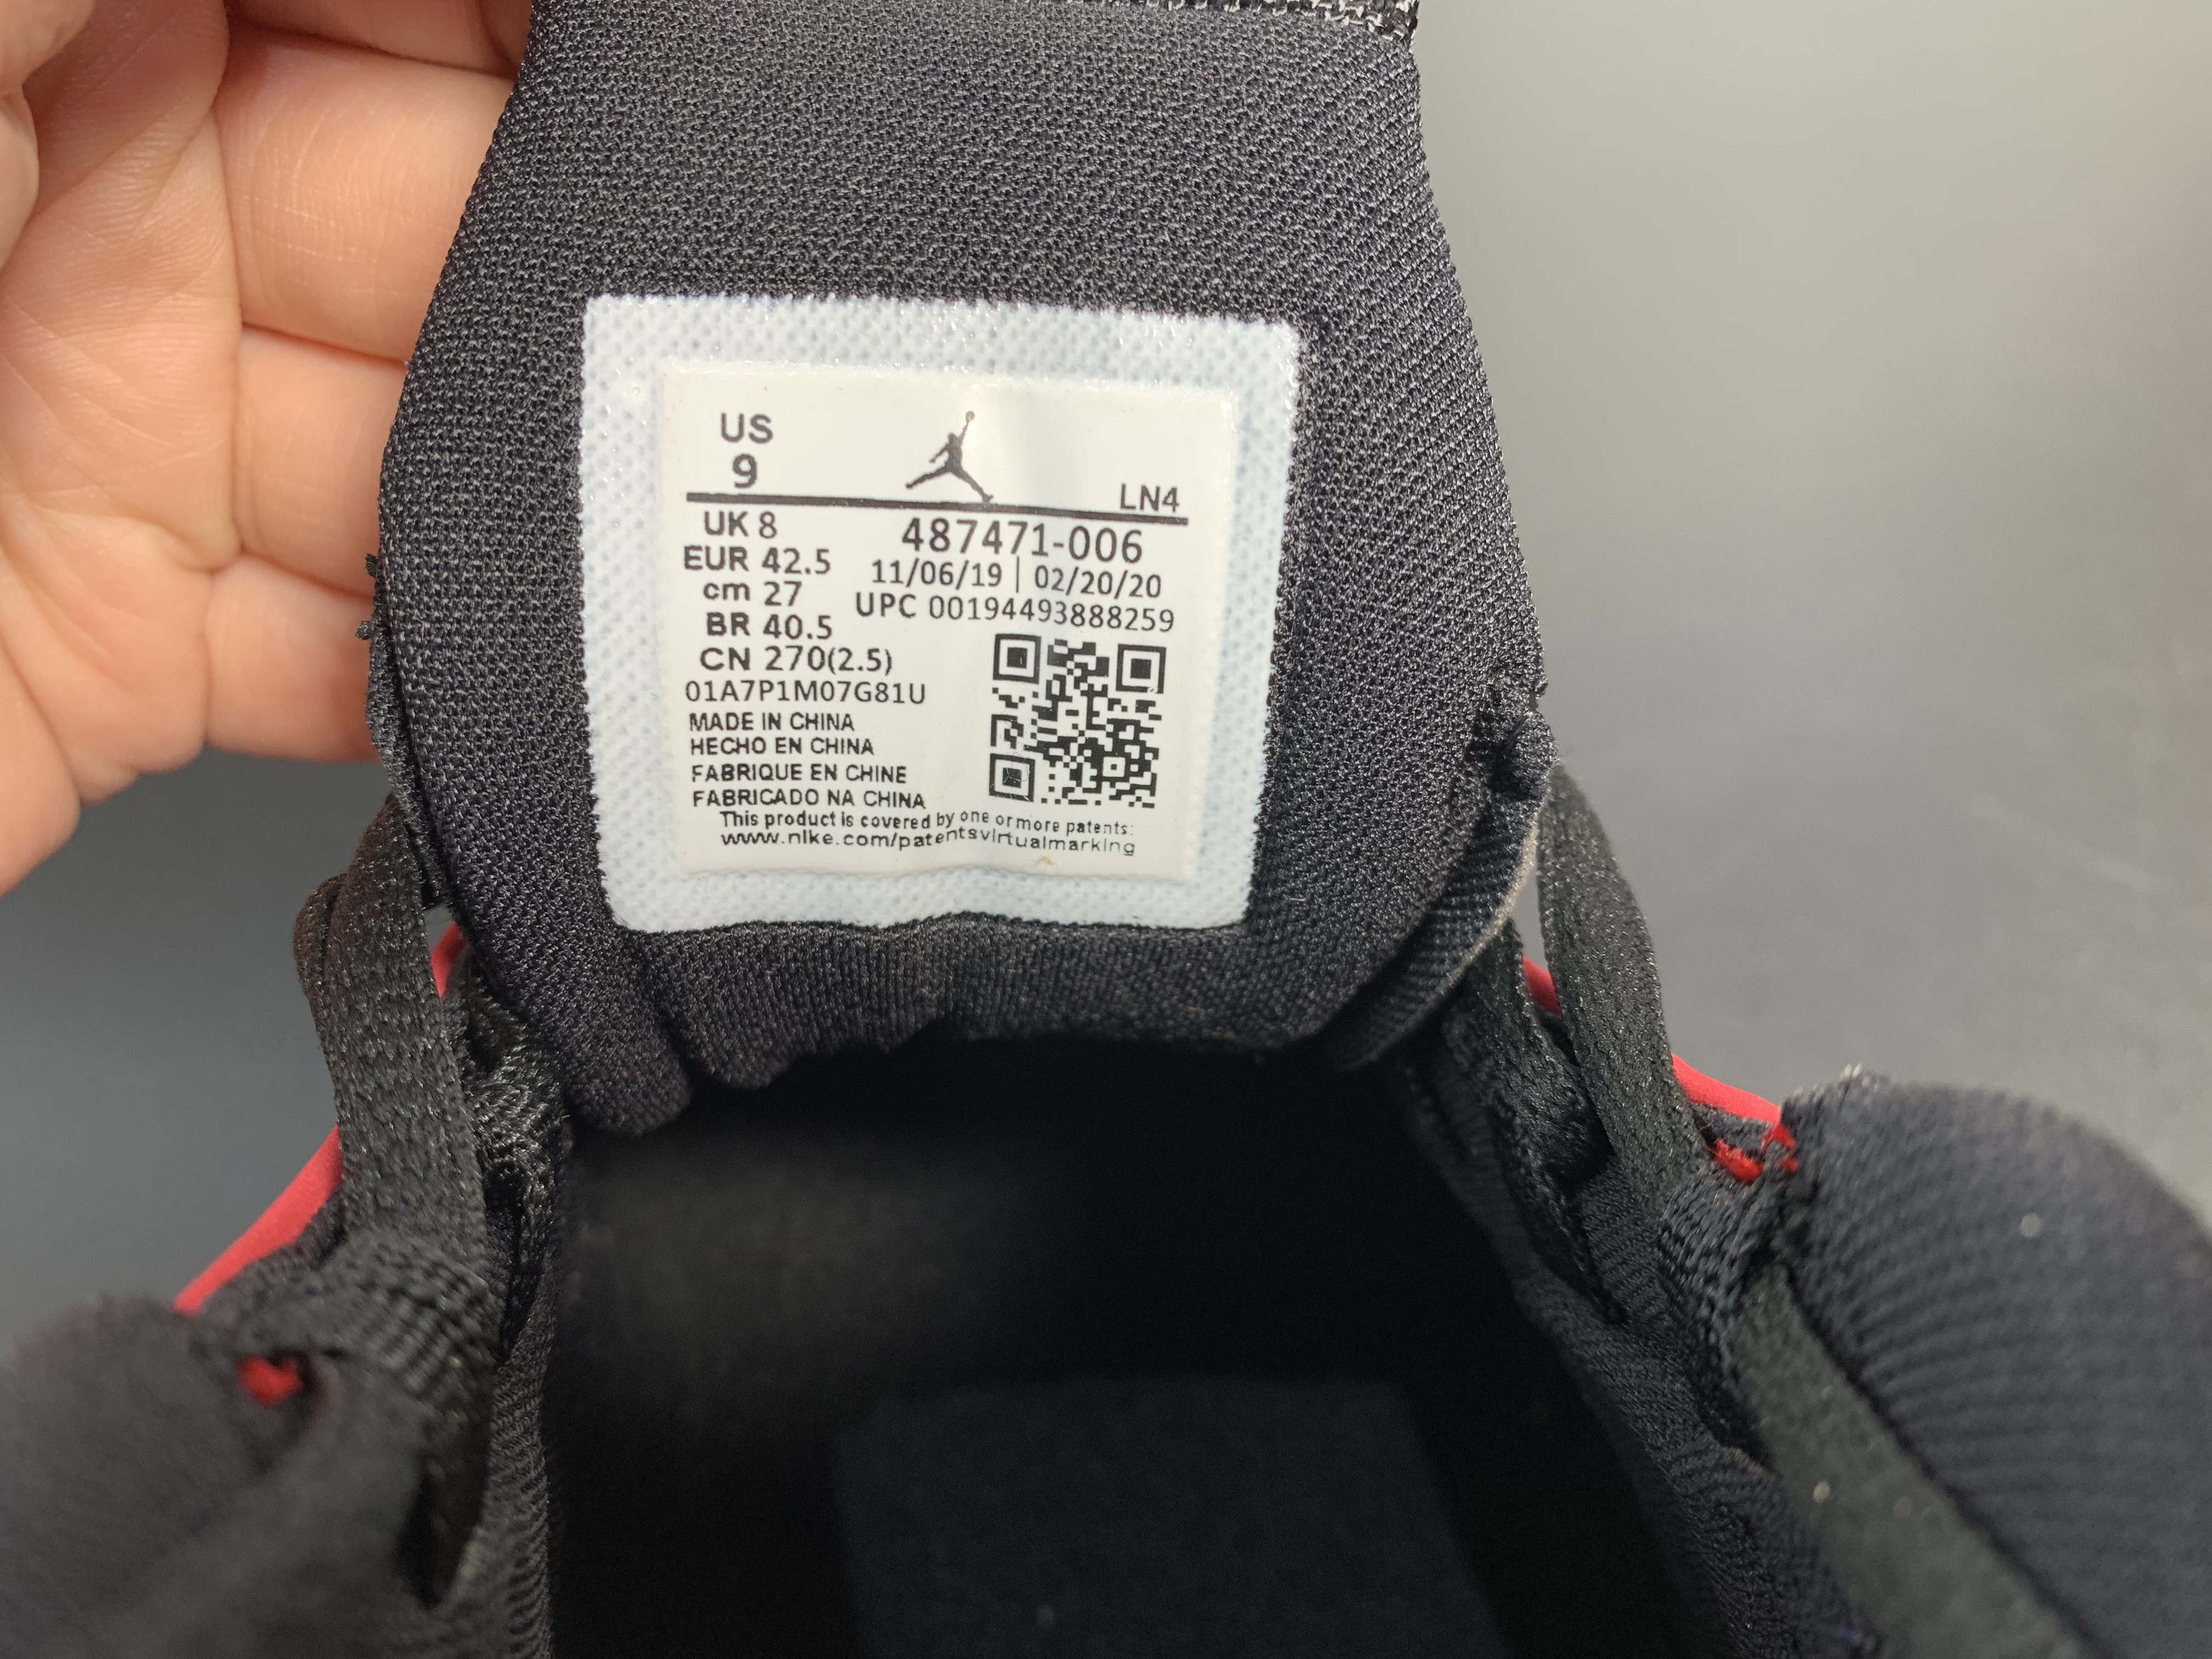 US
9
LN4
UK 8
487471-006
EUR 42.5
11/06/19 | 02/20/20
cm 27
UPC 00194493888259
BR 40.5
CN 270(2.5)
01A7P1M07G81U
MADE IN CHINA
HECHO EN CHINA
FABRIQUE EN CHINE
FABRICADO NA CHINA
This product is covered by one or more patents:
www.nike.com/patentsvirtualmarking